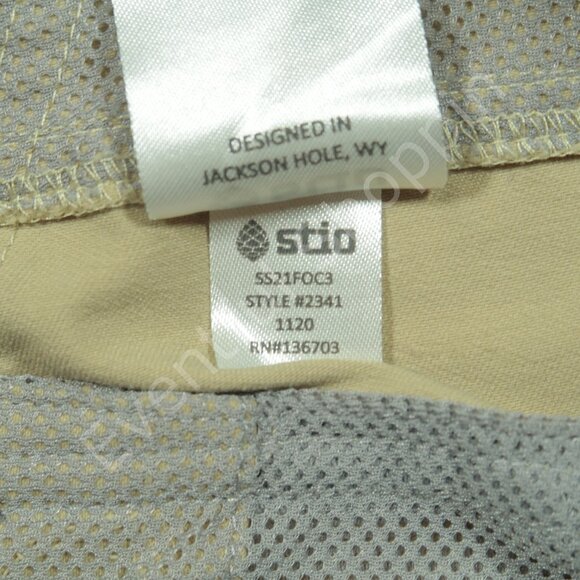 DESIGNED IN
JACKSON HOLE, WY
stio
SS21FOC3
STYLE #2341
1120
RN#136703